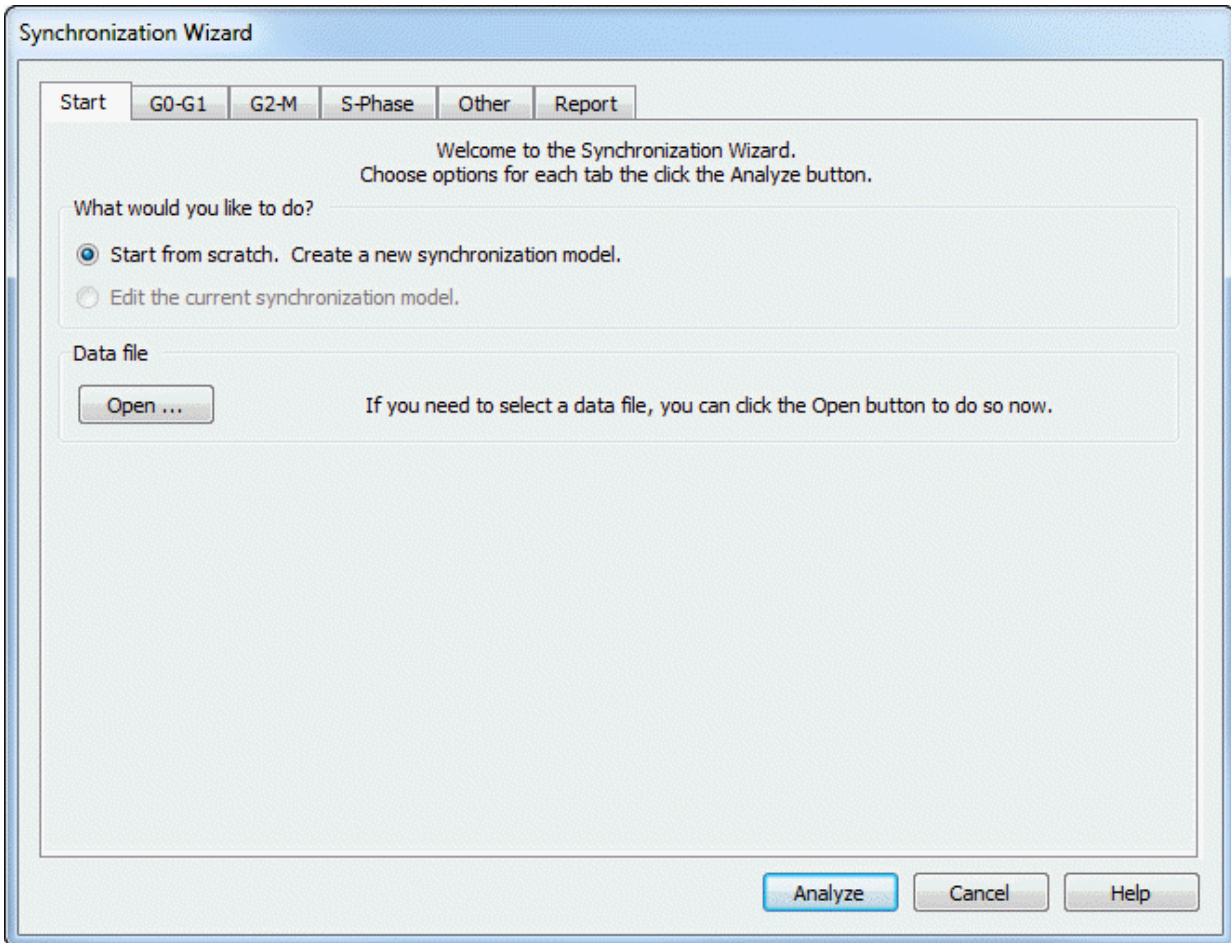 Synchronization Wizard
Start G0-G1 G2-M S-Phase Other Report
Welcome to the Synchronization Wizard.
Choose options for each tab the click the Analyze button.
What would you like to do?
Start from scratch. Create a new synchronization model.
Edit the current synchronization model.
Data file
Open ... If you need to select a data file, you can click the Open button to do so now.
Analyze Cancel Help